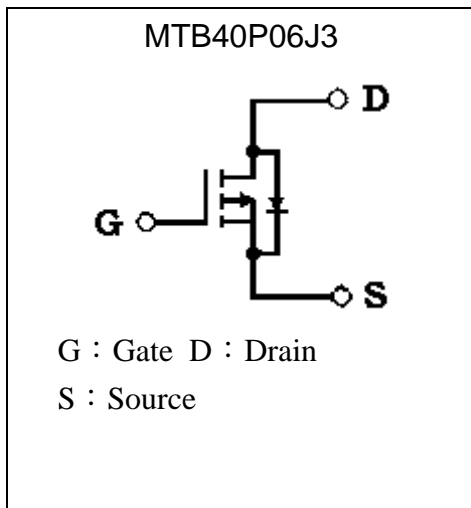 MTB40P06J3
D
G
S
G：Gate D：Drain
S：Source